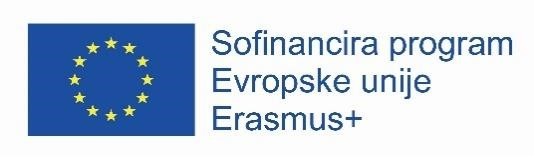 Sofinancira program
Evropske unije
Erasmus+